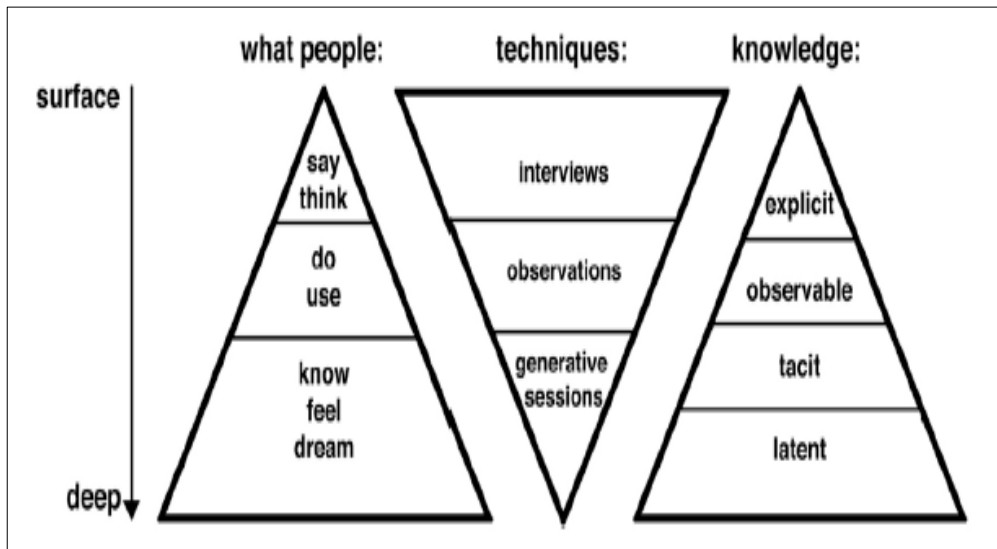 what people:
techniques:
knowledge:
surface
say
think
do
use
know
feel
dream
interviews
observations
generative
sessions
explicit
observable
tacit
latent
deep